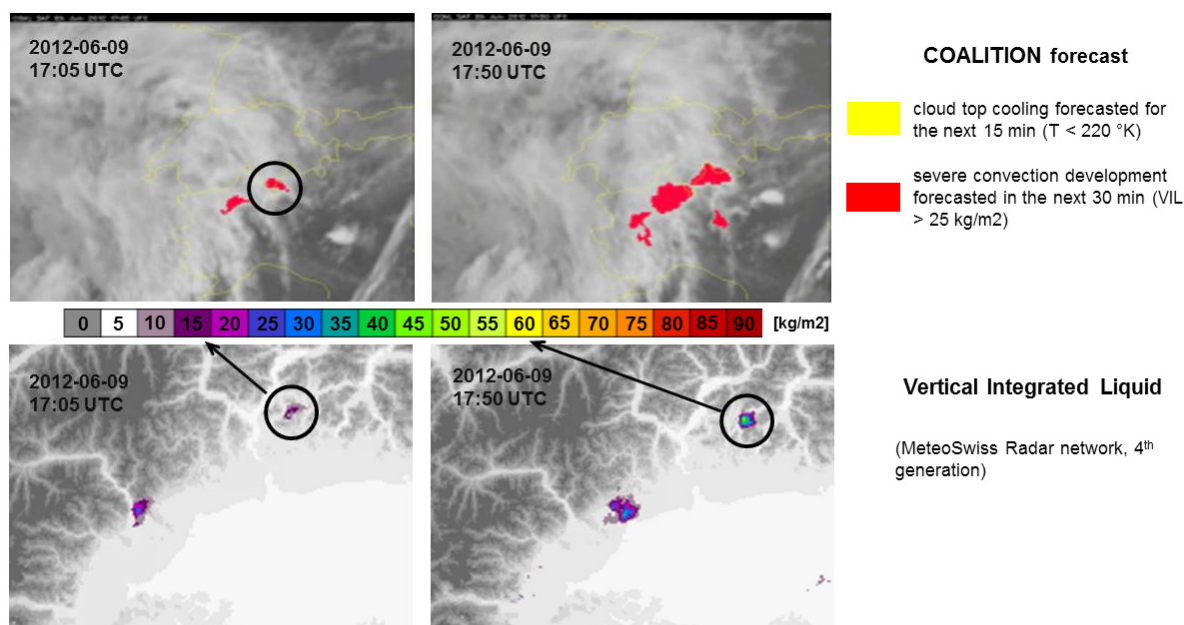 2012-06-09
17:05 UTC
2012-06-09
17:50 UTC
COALITION forecast
cloud top cooling forecasted for
the next 15 min (T < 220 °K)
severe convection development
forecasted in the next 30 min (VIL
> 25 kg/m2)
0 5 10 15 20 25 30 35 40 45 50 55 60 65 70 75 80 85 90 [kg/m2]
2012-06-09
17:05 UTC
2012-06-09
17:50 UTC
Vertical Integrated Liquid
(MeteoSwiss Radar network, 4th
generation)